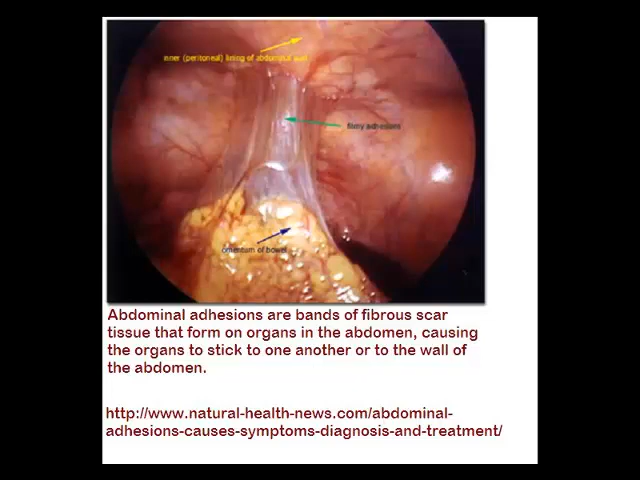 inner (peritoneal) lining of abdominal wall
filmy adhesions
omentum of bowel
Abdominal adhesions are bands of fibrous scar
tissue that form on organs in the abdomen, causing
the organs to stick to one another or to the wall of
the abdomen.
http://www.natural-health-news.com/abdominal-
adhesions-causes-symptoms-diagnosis-and-treatment/